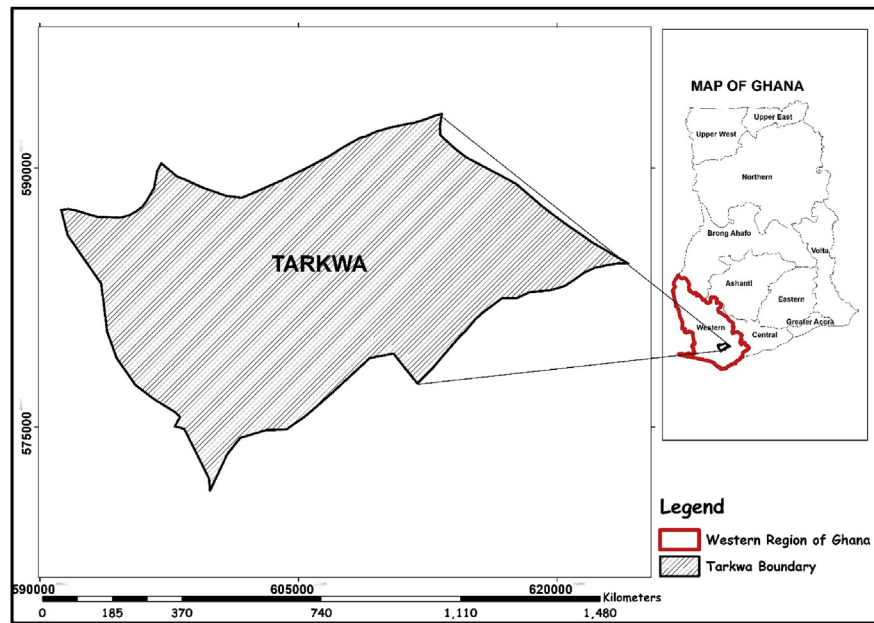 MAP OF GHANA
Upper East
Upper West
Northern
Brong Ahafo
Volta
Ashanti
Eastern
Greater Accra
Western
Central
TARKWA
590000
575000
590000
605000
620000
Kilometers
0
185
370
740
1,110
1,480
Legend
Western Region of Ghana
Tarkwa Boundary